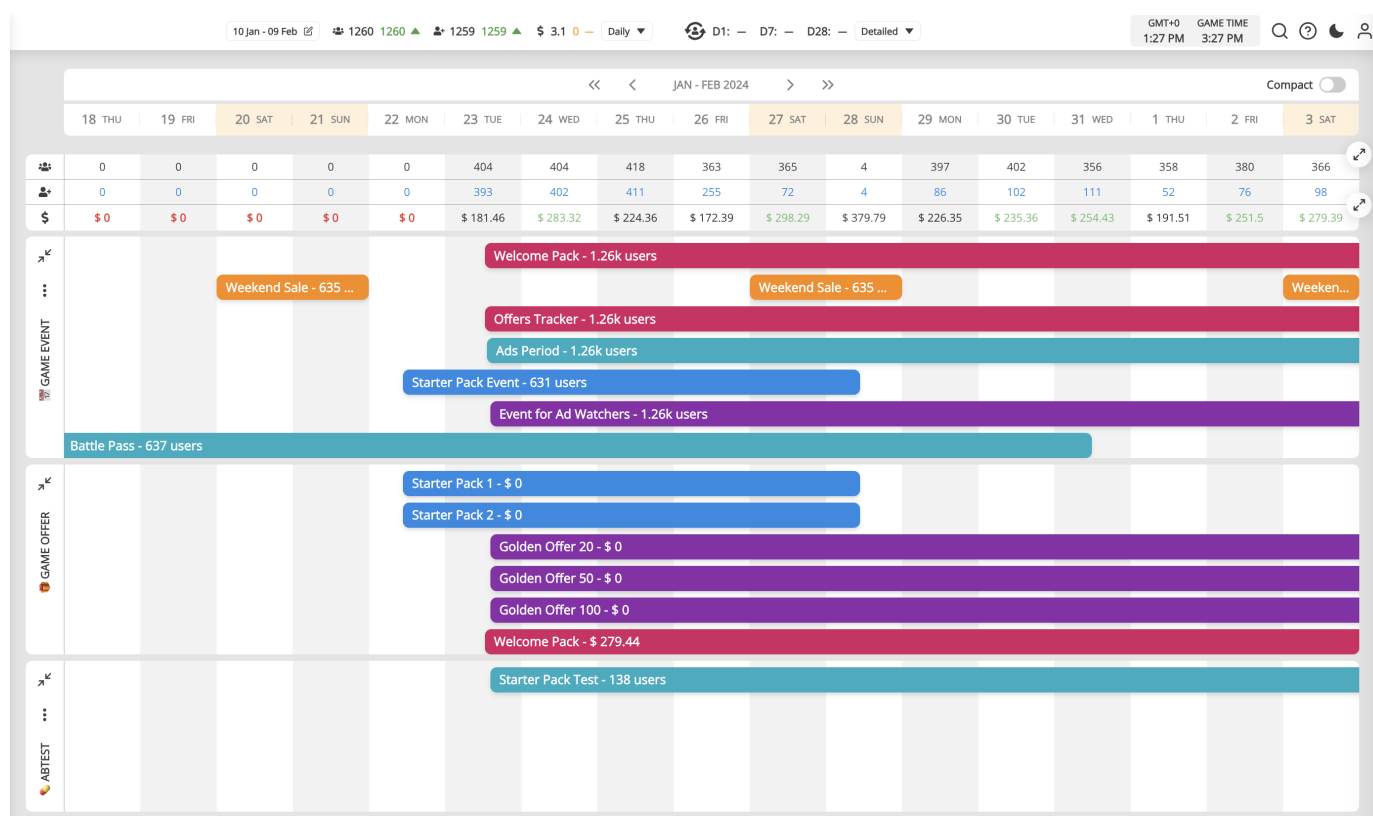 10 Jan - 09 Feb 1260 1260 1259 1259 $ 3.1 0 — Daily D1: — D7: — D28: — Detailed GMT+0 GAME TIME
1:27 PM 3:27 PM
JAN - FEB 2024 Compact
18 THU 19 FRI 20 SAT 21 SUN 22 MON 23 TUE 24 WED 25 THU 26 FRI 27 SAT 28 SUN 29 MON 30 TUE 31 WED 1 THU 2 FRI 3 SAT
0 0 0 0 0 404 404 418 363 365 4 397 402 356 358 380 366
0 0 0 0 0 393 402 411 255 72 4 86 102 111 52 76 98
$ $ 0 $ 0 $ 0 $ 0 $ 0 $ 181.46 $ 283.32 $ 224.36 $ 172.39 $ 298.29 $ 379.79 $ 226.35 $ 235.36 $ 254.43 $ 191.51 $ 251.5 $ 279.39
GAME EVENT
Welcome Pack - 1.26k users
Weekend Sale - 635 ... Weekend Sale - 635 ... Weeken...
Offers Tracker - 1.26k users
Ads Period - 1.26k users
Starter Pack Event - 631 users
Event for Ad Watchers - 1.26k users
Battle Pass - 637 users
GAME OFFER
Starter Pack 1 - $ 0
Starter Pack 2 - $ 0
Golden Offer 20 - $ 0
Golden Offer 50 - $ 0
Golden Offer 100 - $ 0
Welcome Pack - $ 279.44
ABTEST
Starter Pack Test - 138 users